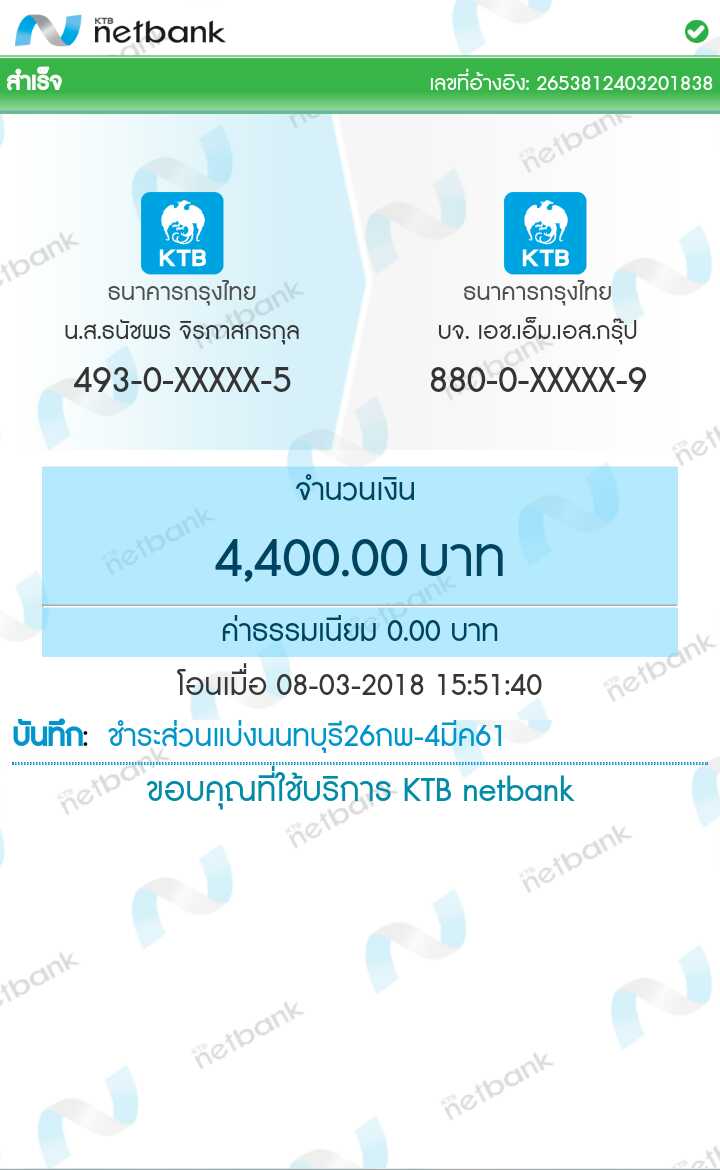 KTB netbank
สำเร็จ เลขที่อ้างอิง: 2653812403201838
KTB KTB
ธนาคารกรุงไทย ธนาคารกรุงไทย
น.ส.ธนัชพร จิรภาสกรกุล บจ. เอช.เอ็ม.เอส.กรุ๊ป
493-0-XXXXX-5 880-0-XXXXX-9
จำนวนเงิน
4,400.00 บาท
ค่าธรรมเนียม 0.00 บาท
โอนเมื่อ 08-03-2018 15:51:40
บันทึก: ชำระส่วนแบ่งนนทบุรี26กพ-4มีค61
ขอบคุณที่ใช้บริการ KTB netbank